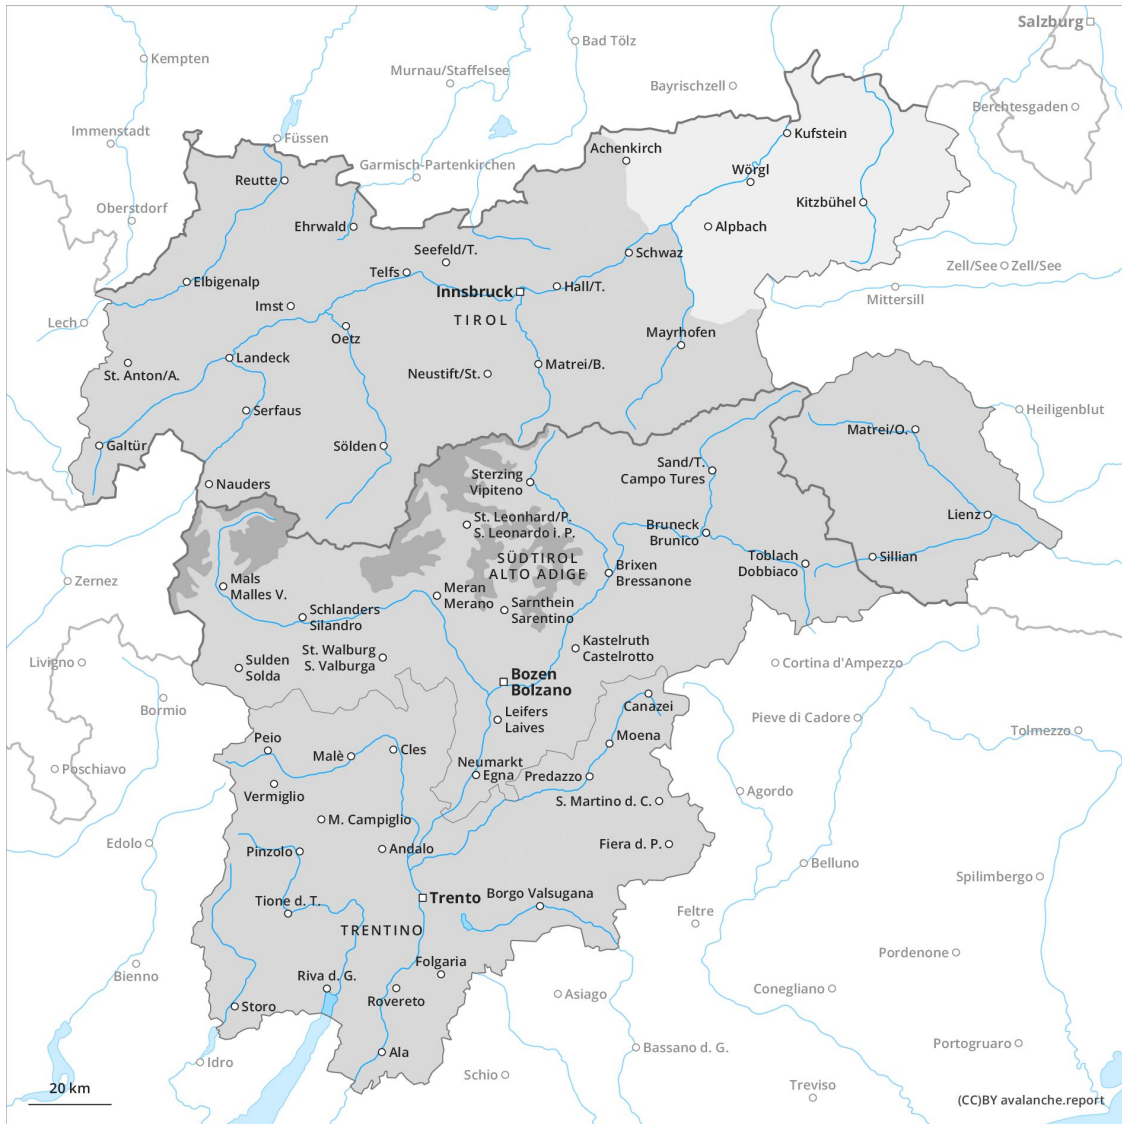 Salzburg
Bad Tölz
Kempten
Murnau/Staffelsee
Bayrischzell
Berchtesgaden
Immenstadt
Füssen
Kufstein
Achenkirch
Garmisch-Partenkirchen
Wörgl
Reutte
Kitzbühel
Oberstdorf
Ehrwald
Alpbach
Seefeld/T.
Schwaz
Telfs
Zell/See
Zell/See
Elbigenalp
Innsbruck
Hall/T.
Mittersill
Imst
TIROL
Lech
Oetz
Mayrhofen
Landeck
Matrei/B.
St. Anton/A.
Neustift/St.
Serfaus
Heiligenblut
Matrei/O.
Galtür
Sölden
Sand/T.
Campo Tures
Sterzing
Vipiteno
Nauders
St. Leonhard/P.
S. Leonardo i. P.
Lienz
Bruneck
Brunico
SÜDTIROL
ALTO ADIGE
Toblach
Dobbiaco
Sillian
Brixen
Bressanone
Zernez
Mals
Malles V.
Meran
Merano
Sarnthein
Sarentino
Schlanders
Silandro
Kastelruth
Castelrotto
St. Walburg
S. Valburga
Livigno
Sulden
Solda
Cortina d'Ampezzo
Bozen
Bolzano
Bormio
Canazei
Leifers
Laives
Pieve di Cadore
Tolmezzo
Peio
Moena
Malè
Cles
Neumarkt
Egna
Poschiavo
Predazzo
Vermiglio
Agordo
S. Martino d. C.
M. Campiglio
Edolo
Fiera d. P.
Pinzolo
Andalo
Belluno
Spilimbergo
Trento
Borgo Valsugana
Tione d. T.
Feltre
TRENTINO
Pordenone
Folgaria
Bienno
Riva d. G.
Conegliano
Asiago
Rovereto
Storo
Portogruaro
Bassano d. G.
Ala
Idro
Schio
Treviso
20 km
(CC)BY avalanche.report